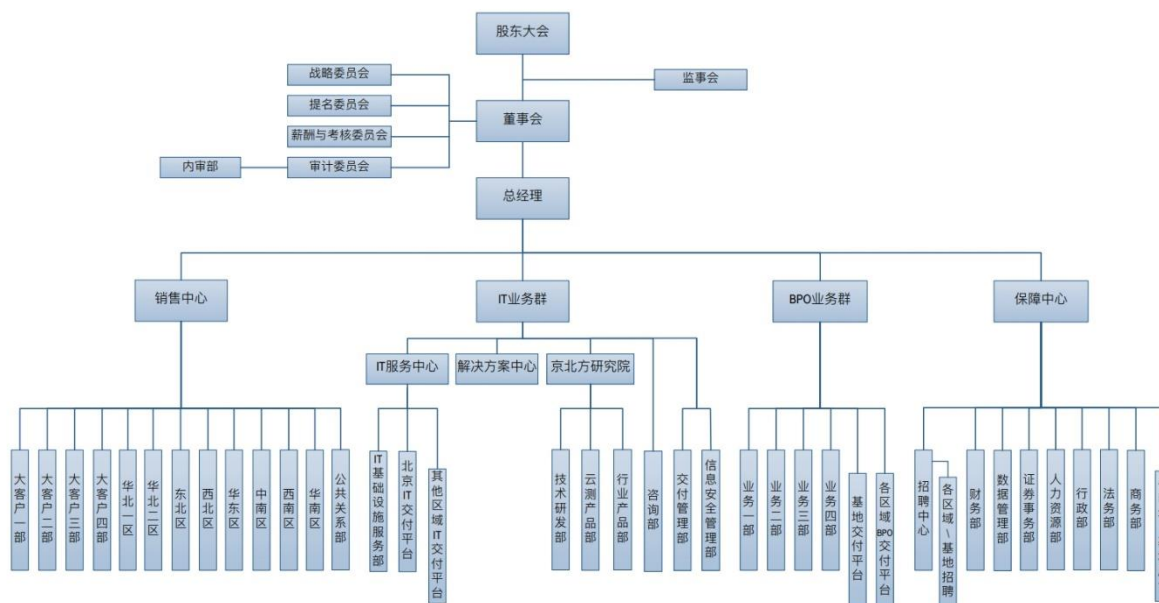 股东大会
监事会
战略委员会
提名委员会
薪酬与考核委员会
审计委员会
内审部
董事会
总经理
销售中心
IT业务群
BPO业务群
保障中心
IT服务中心
解决方案中心
京北方研究院
大客户一部
大客户二部
大客户三部
大客户四部
华北一区
华北二区
东北区
西北区
华东区
中南区
西南区
华南区
公共关系部
IT基础设施服务部
北京IT交付平台
其他区域IT交付平台
技术研发部
云测产品部
行业产品部
咨询部
交付管理部
信息安全管理部
业务一部
业务二部
业务三部
业务四部
基地交付平台
各区域BPO交付平台
招聘中心
各区域\基地招聘
财务部
数据管理部
证券事务部
人力资源部
行政部
法务部
商务部